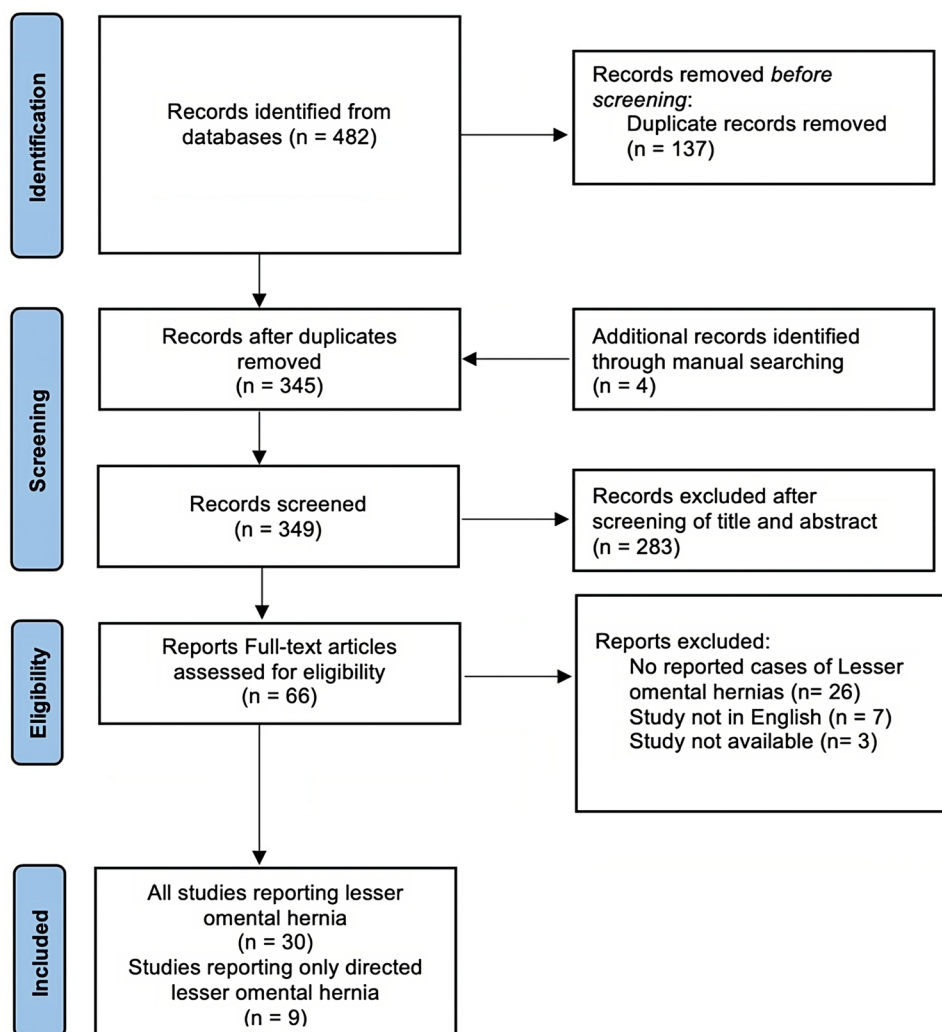 Identification
Records identified from
databases (n = 482)
Records removed before
screening:
Duplicate records removed
(n = 137)
Screening
Records after duplicates
removed
(n = 345)
Additional records identified
through manual searching
(n = 4)
Records screened
(n = 349)
Records excluded after
screening of title and abstract
(n = 283)
Eligibility
Reports Full-text articles
assessed for eligibility
(n = 66)
Reports excluded:
No reported cases of Lesser
omental hernias (n= 26)
Study not in English (n = 7)
Study not available (n= 3)
Included
All studies reporting lesser
omental hernia
(n = 30)
Studies reporting only directed
lesser omental hernia
(n = 9)